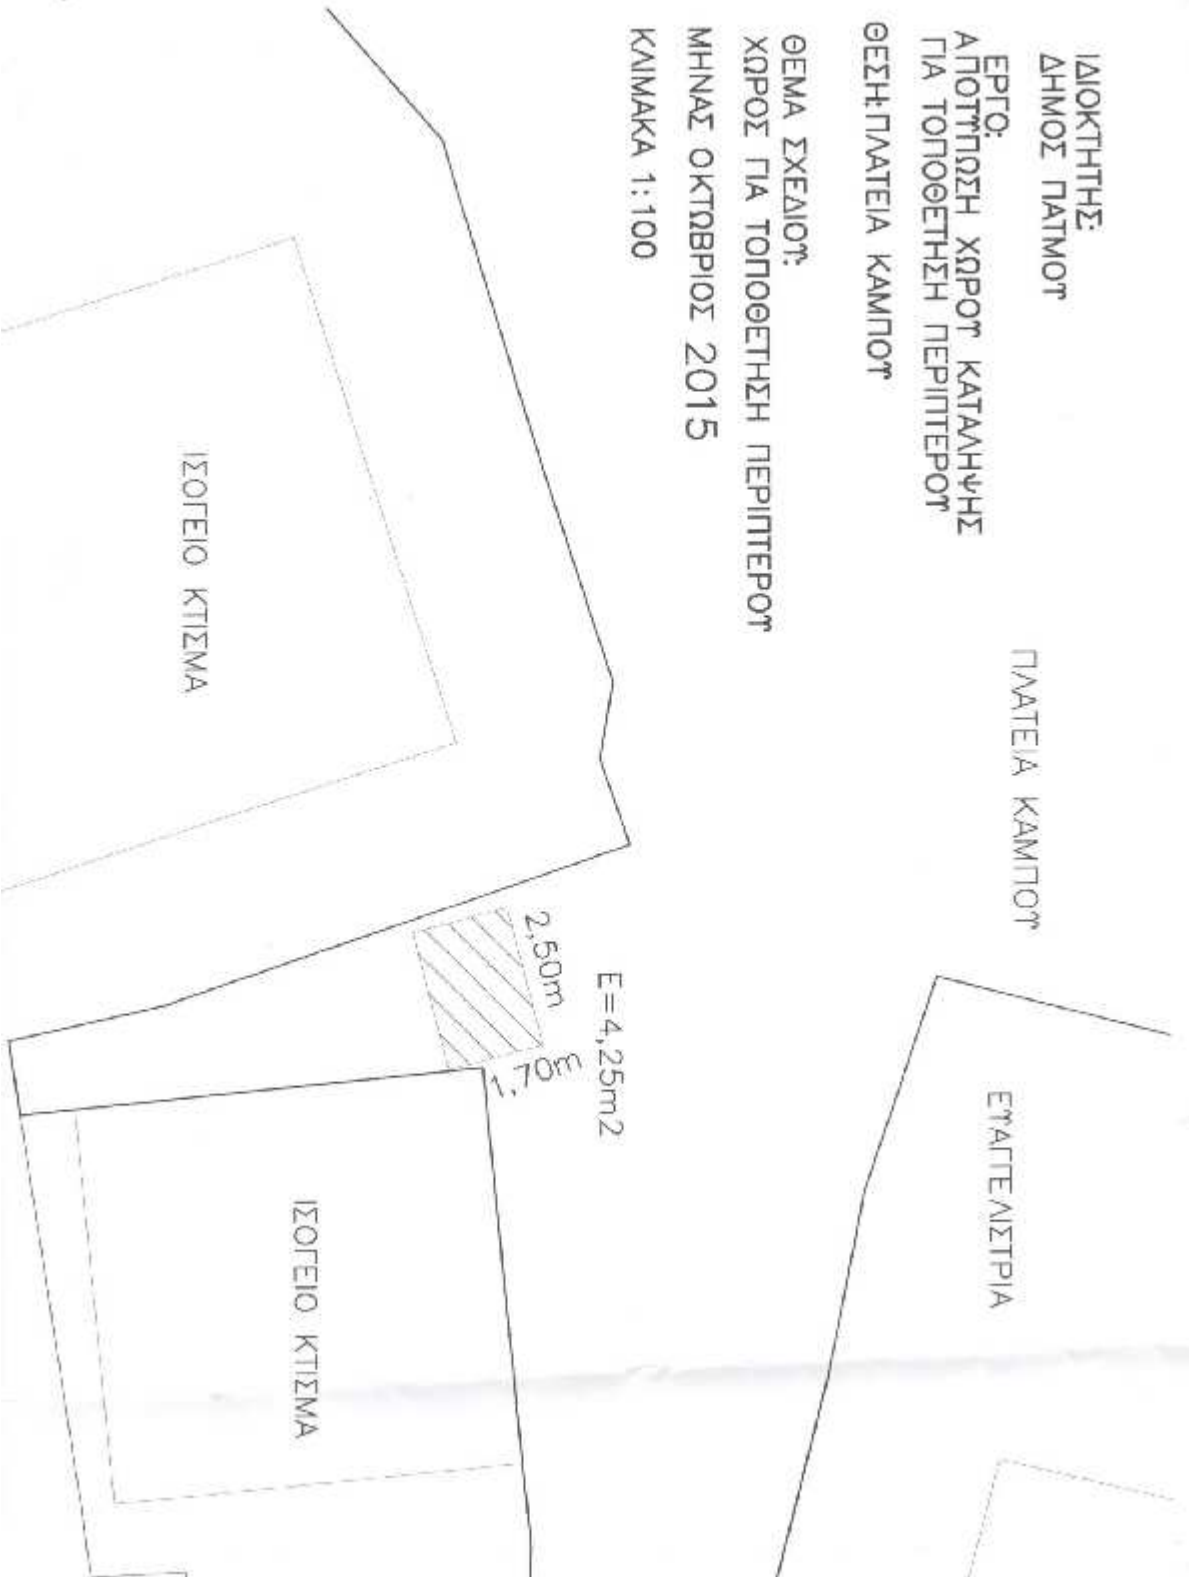 ΙΔΙΟΚΤΗΤΗΣ:
ΔΗΜΟΣ ΠΑΤΜΟΥ
ΕΡΓΟ:
ΑΠΟΤΥΠΩΣΗ ΧΩΡΟΥ ΚΑΤΑΛΗΨΗΣ
ΓΙΑ ΤΟΠΟΘΕΤΗΣΗ ΠΕΡΙΠΤΕΡΟΥ
ΘΕΣΗ:ΠΛΑΤΕΙΑ ΚΑΜΠΟΥ
ΘΕΜΑ ΣΧΕΔΙΟΥ:
ΧΩΡΟΣ ΓΙΑ ΤΟΠΟΘΕΤΗΣΗ ΠΕΡΙΠΤΕΡΟΥ
ΜΗΝΑΣ ΟΚΤΩΒΡΙΟΣ 2015
ΚΛΙΜΑΚΑ 1:100
ΠΛΑΤΕΙΑ ΚΑΜΠΟΥ
ΙΣΟΓΕΙΟ ΚΤΙΣΜΑ
2,50m
1,70m
E=4,25m2
ΕΥΑΓΓΕΛΙΣΤΡΙΑ
ΙΣΟΓΕΙΟ ΚΤΙΣΜΑ